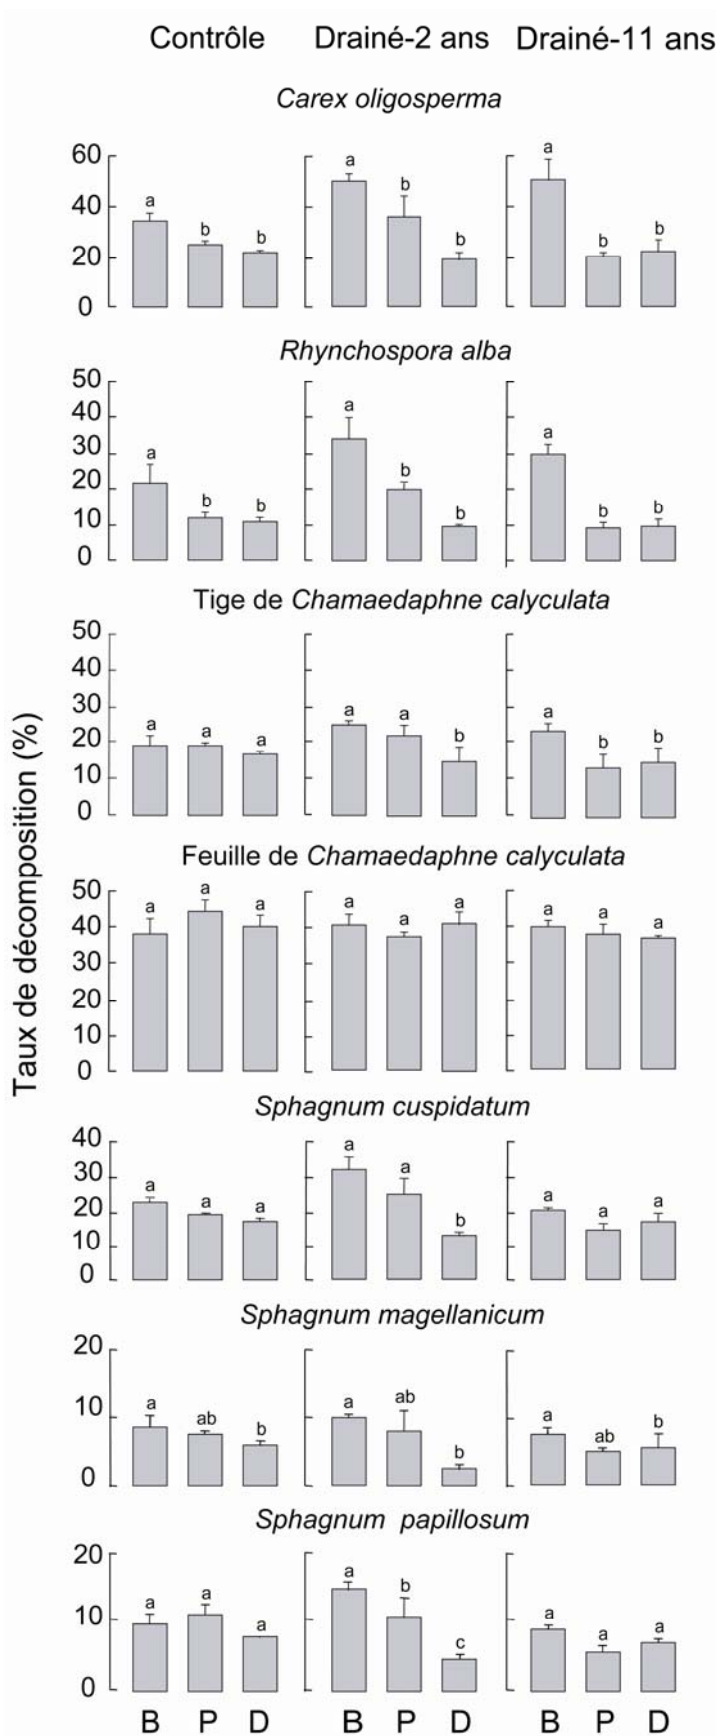 Contrôle Drainé-2 ans Drainé-11 ans
Carex oligosperma
60
40
20
0
a b b
a b b
a b b
Rhynchospora alba
50
40
30
20
10
0
a b b
a b b
a b b
Tige de Chamaedaphne calyculata
50
40
30
20
10
0
a a a
a a b
a b b
Feuille de Chamaedaphne calyculata
50
40
30
20
10
0
a a a
a a a
a a a
Sphagnum cuspidatum
40
30
20
10
0
a a a
a a b
a a a
Sphagnum magellanicum
20
10
0
a ab b
a ab b
a ab b
Sphagnum papillosum
20
10
0
a a a
a b c
a a a
B P D B P D B P D
Taux de décomposition (%)